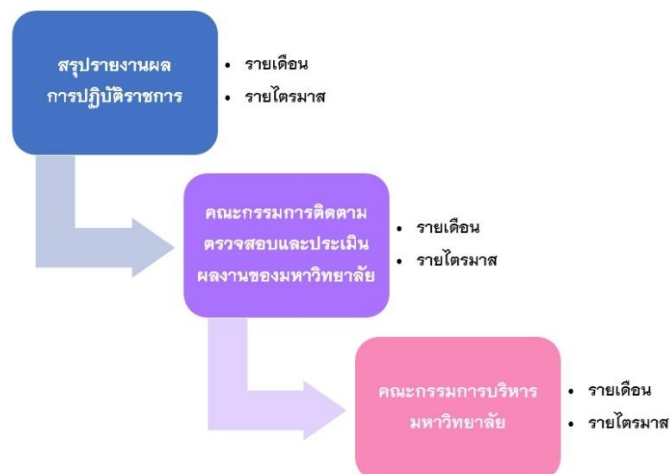 สรุปรายงานผล
การปฏิบัติราชการ
• รายเดือน
• รายไตรมาส
คณะกรรมการติดตาม
ตรวจสอบและประเมิน
ผลงานของมหาวิทยาลัย
• รายเดือน
• รายไตรมาส
คณะกรรมการบริหาร
มหาวิทยาลัย
• รายเดือน
• รายไตรมาส